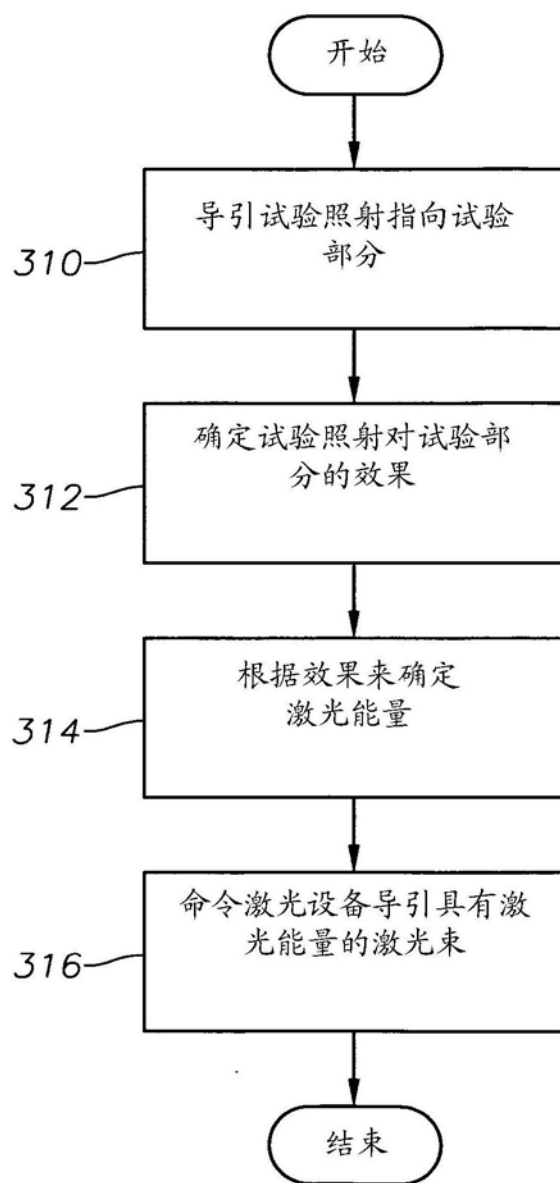 开始
导引试验照射指向试验
部分
310
确定试验照射对试验部
分的效果
312
根据效果来确定
激光能量
314
命令激光设备导引具有激
光能量的激光束
316
结束